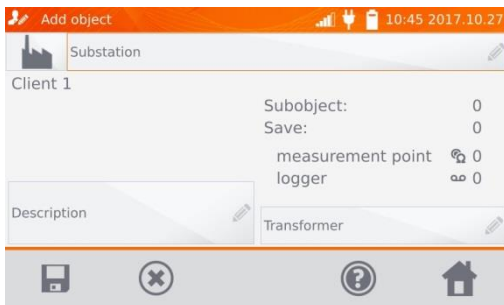 Add object
10:45 2017.10.27
Substation
Client 1
Subobject: 0
Save: 0
measurement point 0
logger 0
Description
Transformer